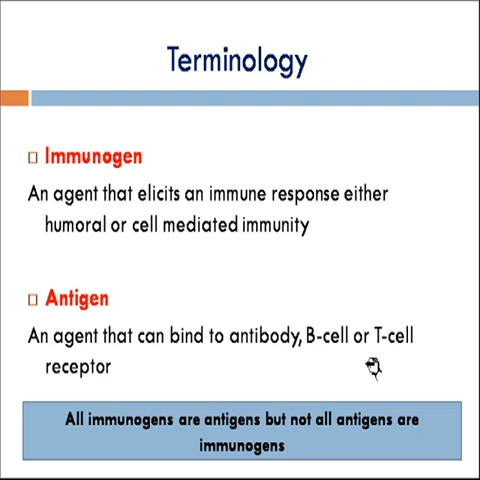 Terminology
Immunogen
An agent that elicits an immune response either
humoral or cell mediated immunity
Antigen
An agent that can bind to antibody, B-cell or T-cell
receptor
All immunogens are antigens but not all antigens are
immunogens